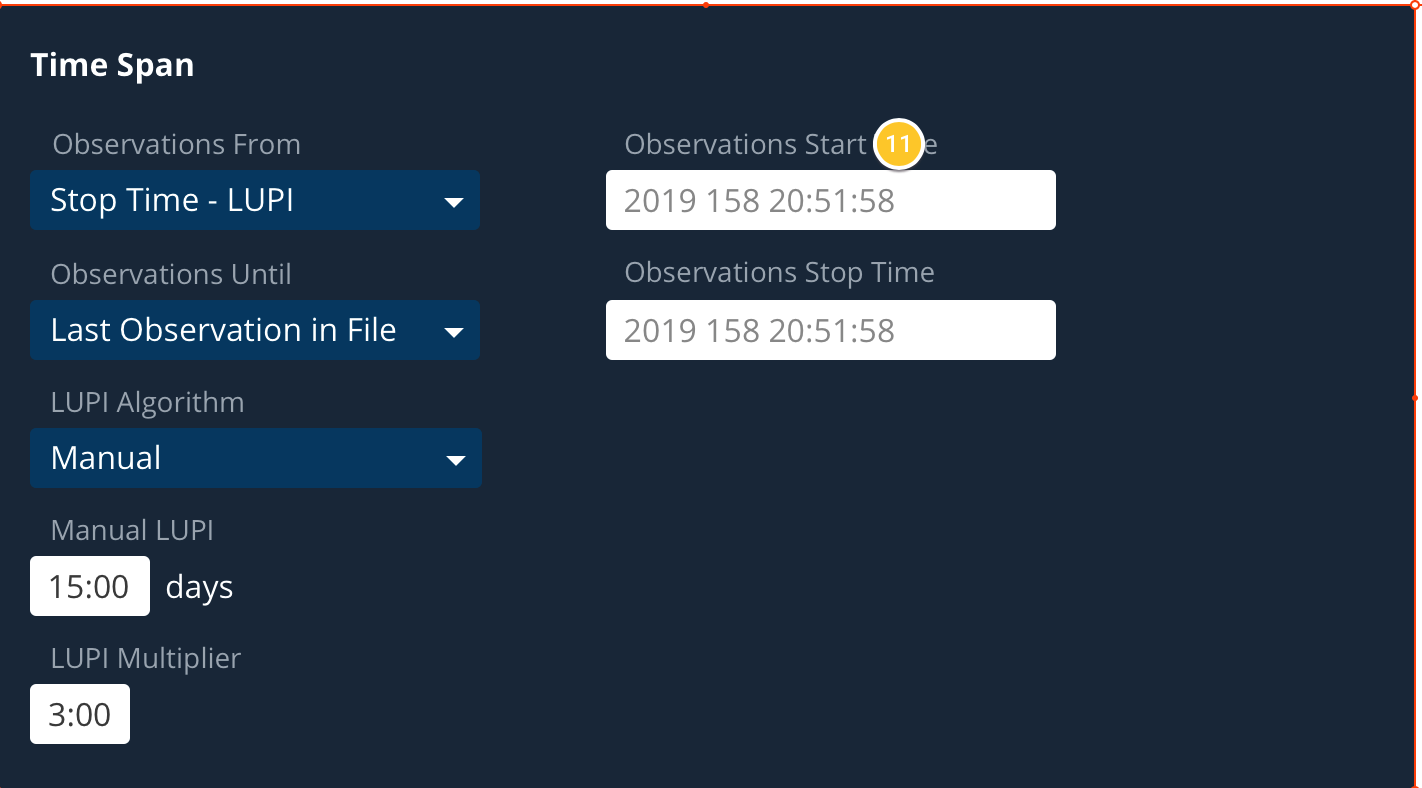 Time Span
Observations From
Stop Time - LUPI
Observations Until
Last Observation in File
LUPI Algorithm
Manual
Manual LUPI
15:00 days
LUPI Multiplier
3:00
Observations Start
11
2019 158 20:51:58
Observations Stop Time
2019 158 20:51:58